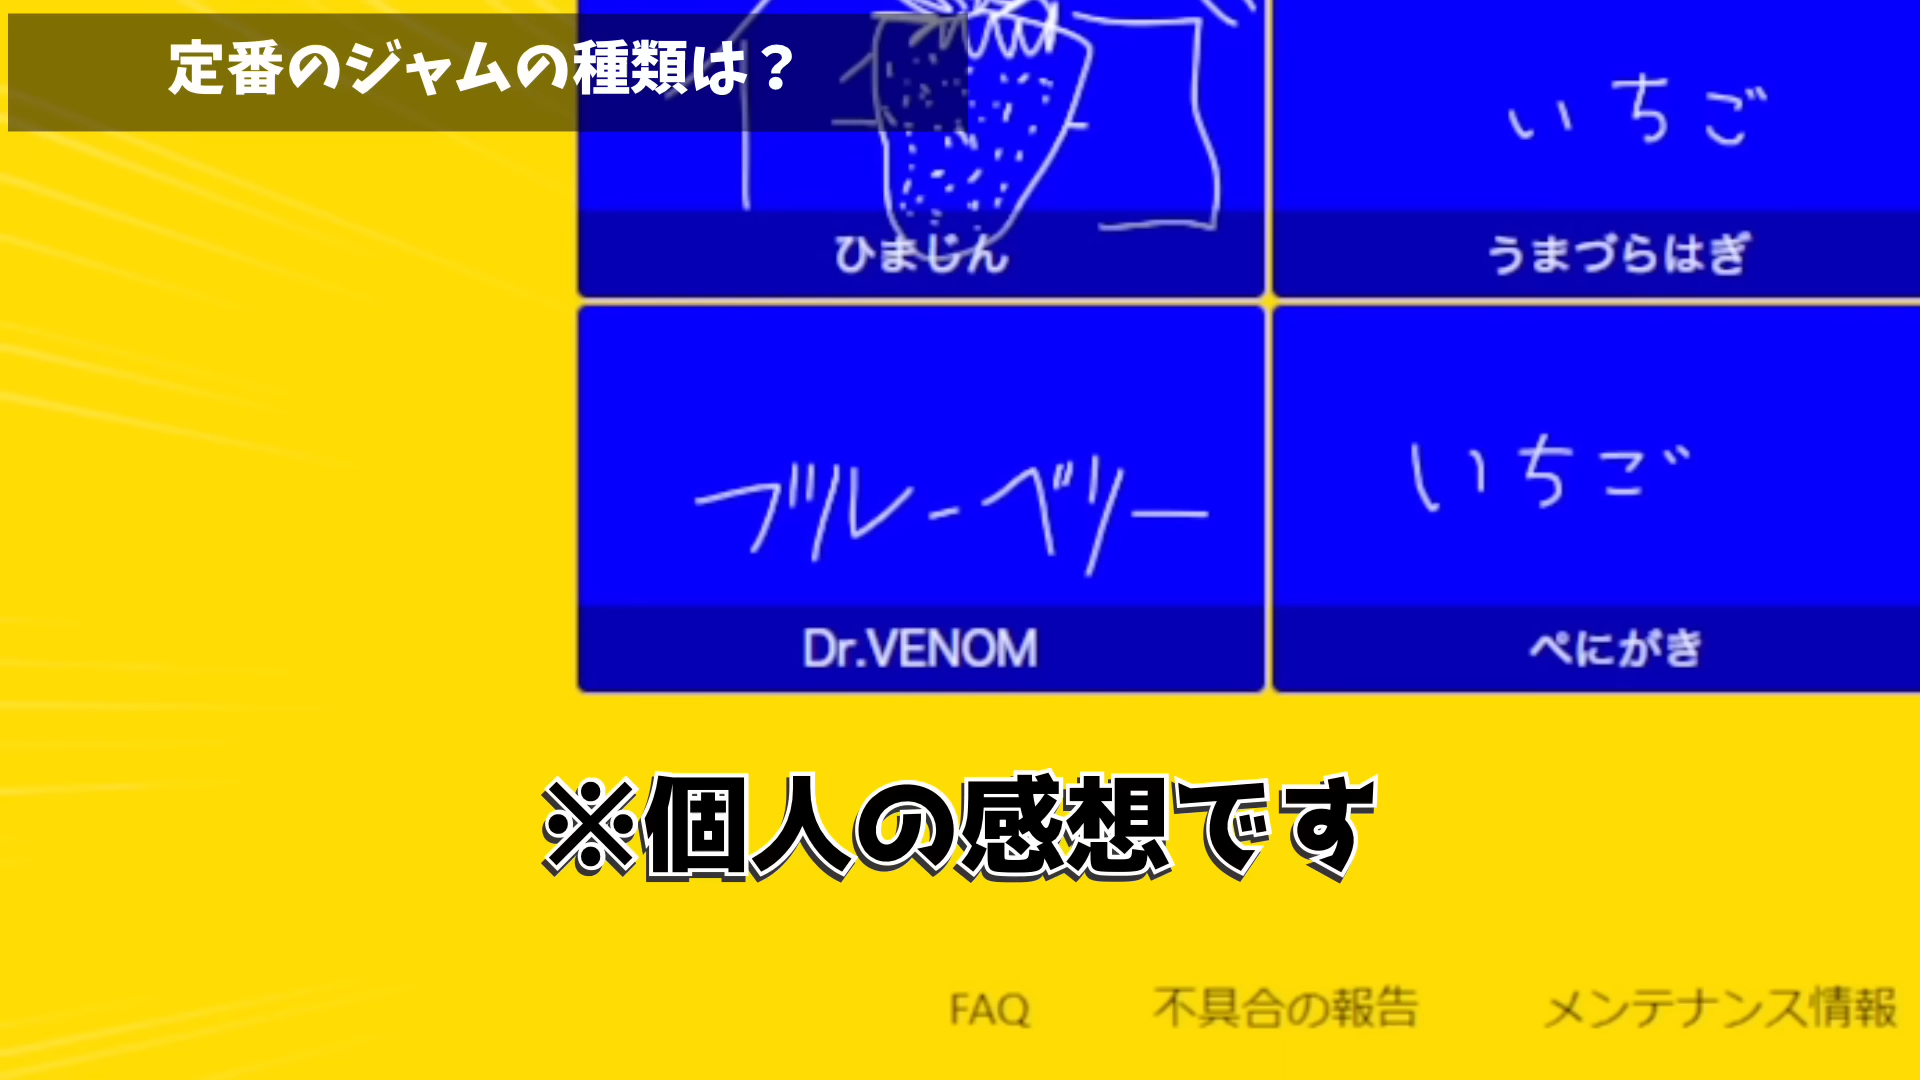 定番のジャムの種類は？
いちご
ひまじん
うまづらはぎ
ブルーベリー
いちご
Dr.VENOM
べにがき
※個人の感想です
FAQ
不具合の報告
メンテナンス情報